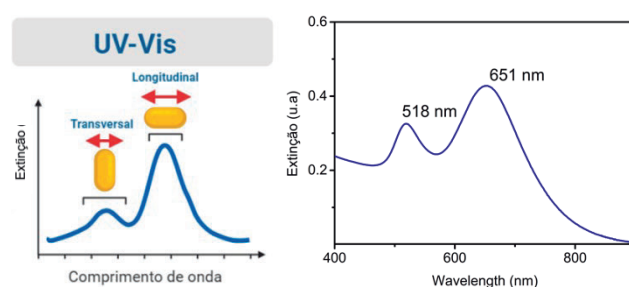 UV-Vis
Longitudinal
Transversal
Extinção
Comprimento de onda
0.6
0.4
0.2
518 nm
651 nm
Extinção (u.a)
400
600
800
Wavelength (nm)